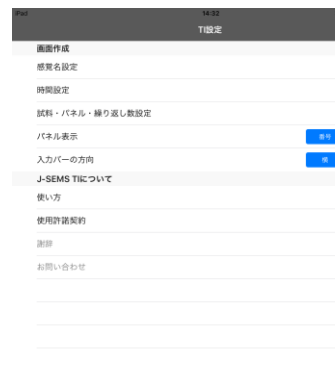 iPad 14:32
TI設定
画面作成
感覚名設定
時間設定
試料・パネル・繰り返し数設定
パネル表示 番号
入力バーの方向 横
J-SEMS TIについて
使い方
使用許諾契約
謝辞
お問い合わせ